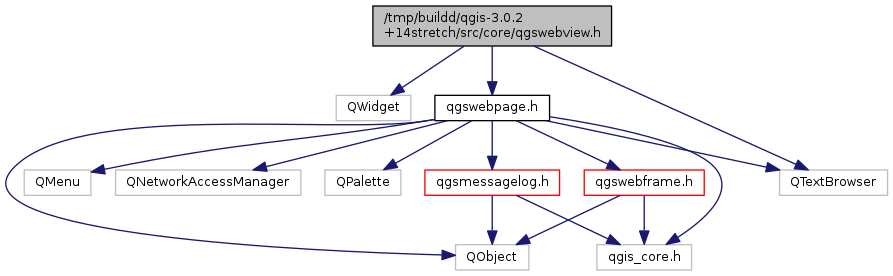 /tmp/buildd/qgis-3.0.2
+14stretch/src/core/qgswebview.h
QWidget
qgswebpage.h
QMenu
QNetworkAccessManager
QPalette
qgsmessagelog.h
qgswebframe.h
QTextBrowser
QObject
qgis_core.h